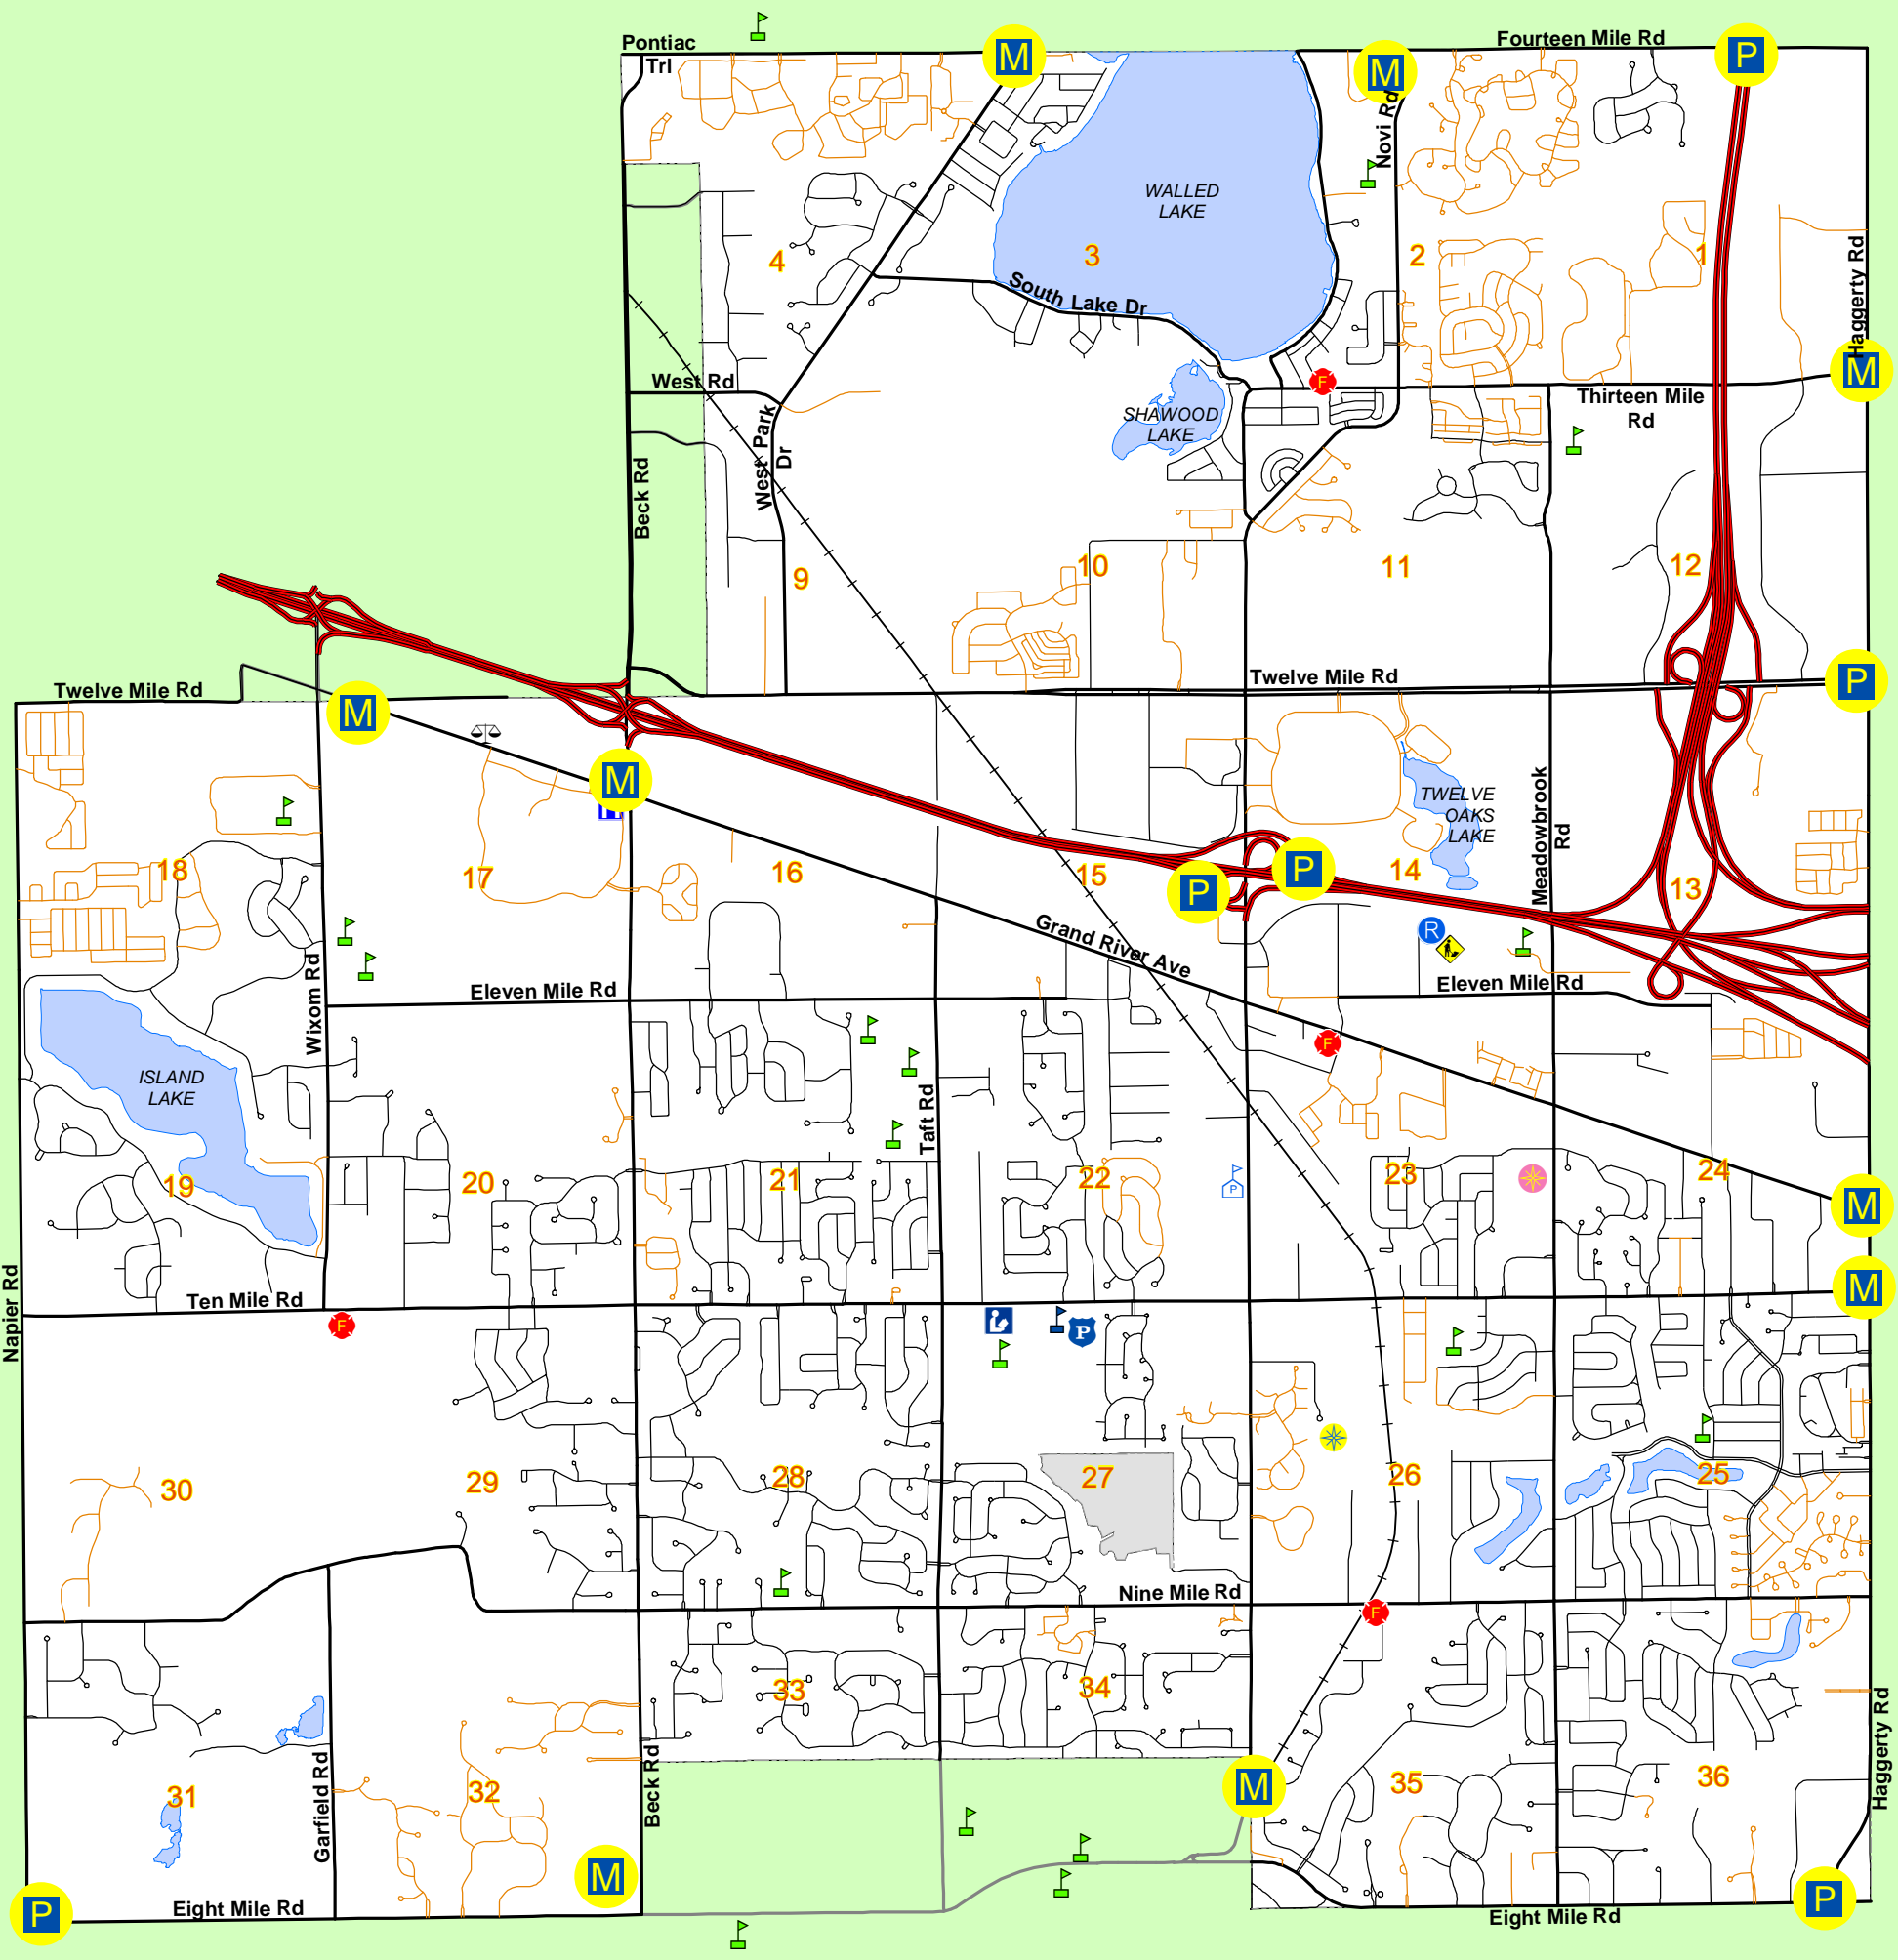 Pontiac
Trl
M
M
Fourteen Mile Rd
P
Novi Rd
WALLED
LAKE
4
3
2
1
Haggerty Rd
South Lake Dr
M
West Rd
F
Thirteen Mile
Rd
SHAWOOD
LAKE
West Park
Dr
Beck Rd
9
10
11
12
Twelve Mile Rd
Twelve Mile Rd
P
M
M
TWELVE
OAKS
LAKE
Meadowbrook
Rd
18
17
16
15
P
P
14
13
Grand River Ave
R
Wixom Rd
Eleven Mile Rd
Eleven Mile Rd
F
ISLAND
LAKE
Taft Rd
19
20
21
22
P
23
24
M
M
Napier Rd
Ten Mile Rd
F
P
30
29
28
27
26
25
Nine Mile Rd
F
33
34
Haggerty Rd
31
Garfield Rd
32
Beck Rd
M
35
36
M
P
Eight Mile Rd
P
Eight Mile Rd